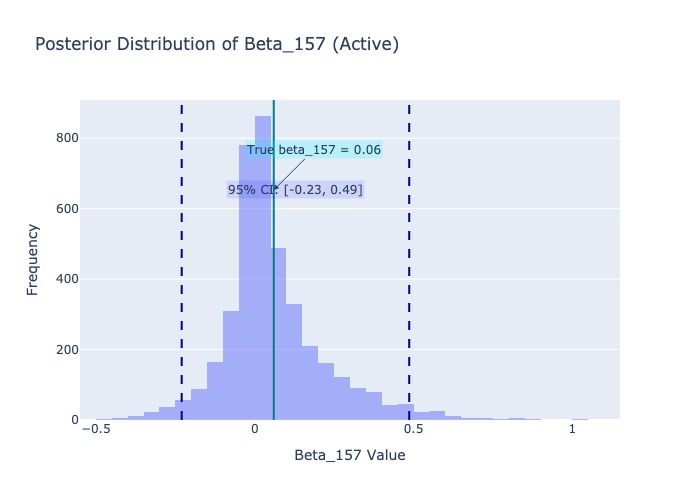 Posterior Distribution of Beta_157 (Active)
800
True beta_157 = 0.06
95% CI: [-0.23, 0.49]
600
Frequency
400
200
0
−0.5 0 0.5 1
Beta_157 Value